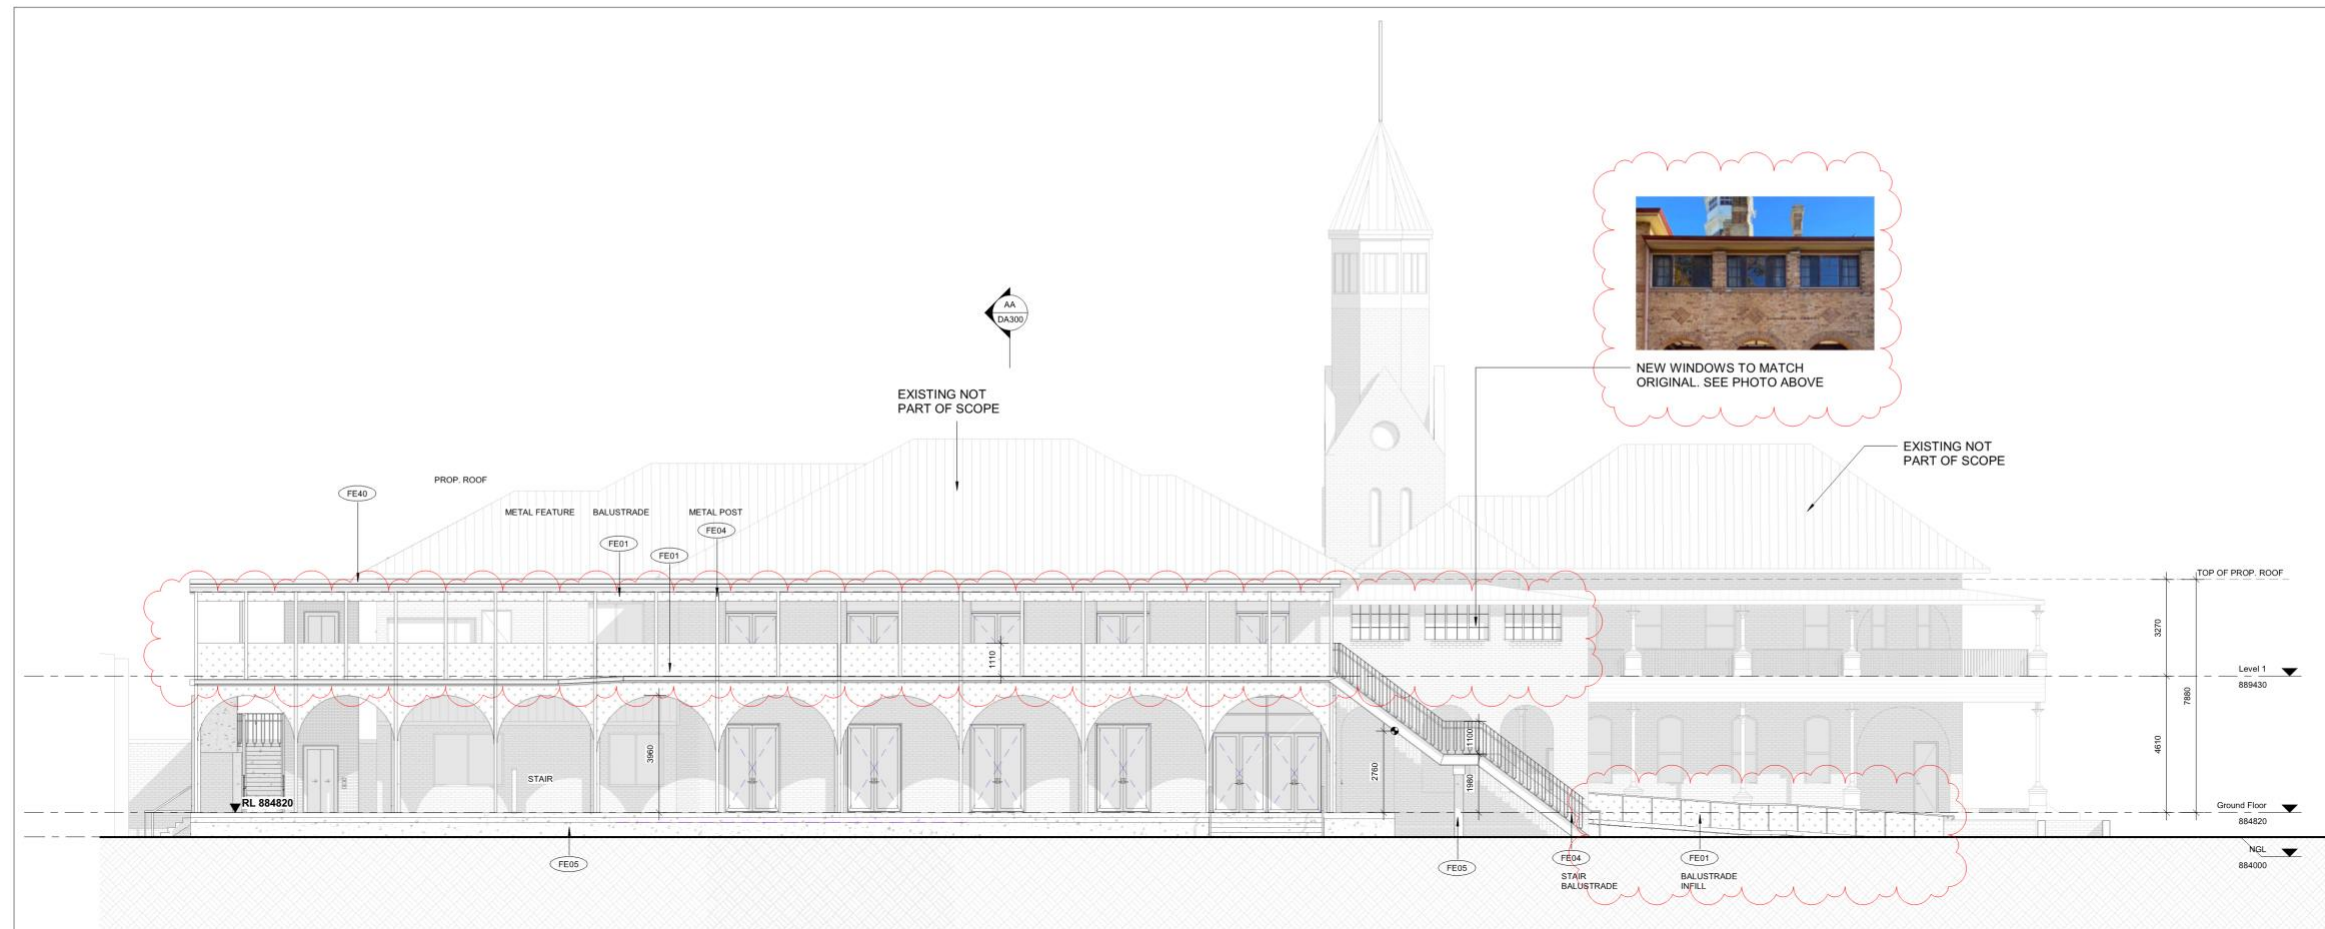 AA
DA300
NEW WINDOWS TO MATCH
ORIGINAL. SEE PHOTO ABOVE
EXISTING NOT
PART OF SCOPE
EXISTING NOT
PART OF SCOPE
PROP. ROOF
FE40
METAL FEATURE
BALUSTRADE
METAL POST
FE04
FE01
FE01
TOP OF PROP. ROOF
3270
1110
Level 1
889430
7880
4610
3960
2760
1100
1980
STAIR
RL 884820
Ground Floor
884820
NGL
884000
FE05
FE05
FE04
FE01
STAIR
BALUSTRADE
BALUSTRADE
INFILL